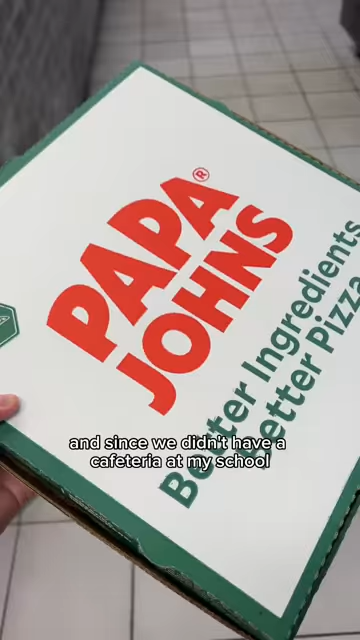 PAPA®
JOHNS
Better Ingredients
Better Pizza
and since we didn't have a
cafeteria at my school